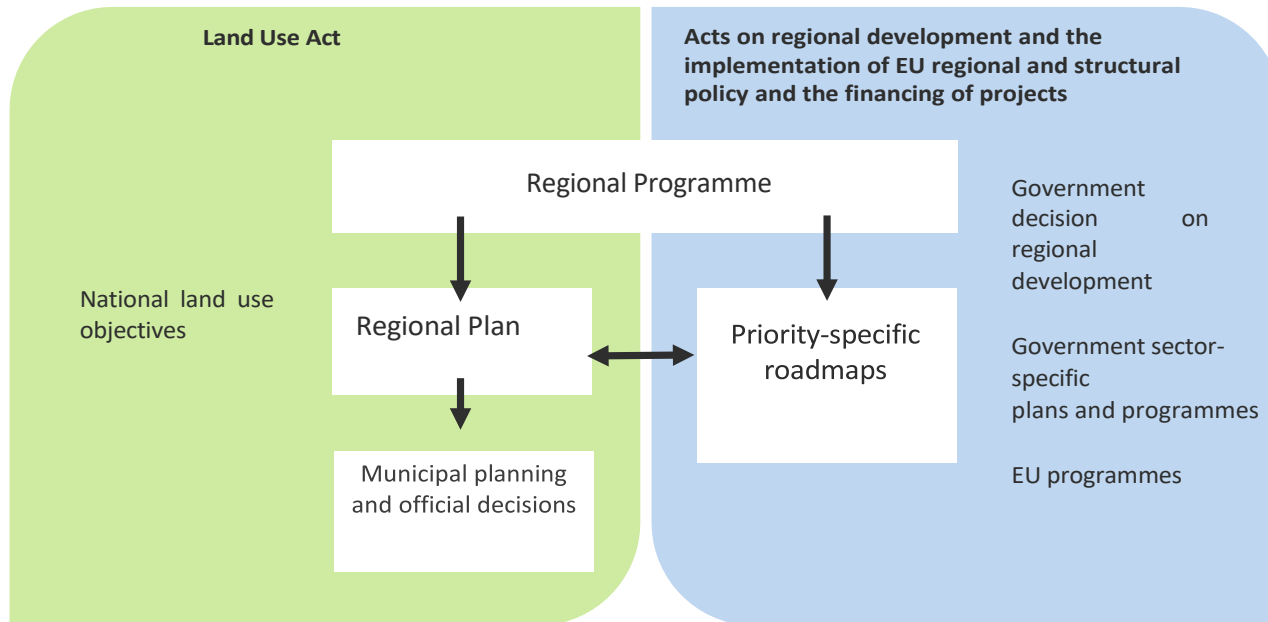 Land Use Act
Acts on regional development and the
implementation of EU regional and structural
policy and the financing of projects
Regional Programme
Government
decision on
regional
development
National land use
objectives
Regional Plan
Priority-specific
roadmaps
Government sector-
specific
plans and programmes
Municipal planning
and official decisions
EU programmes